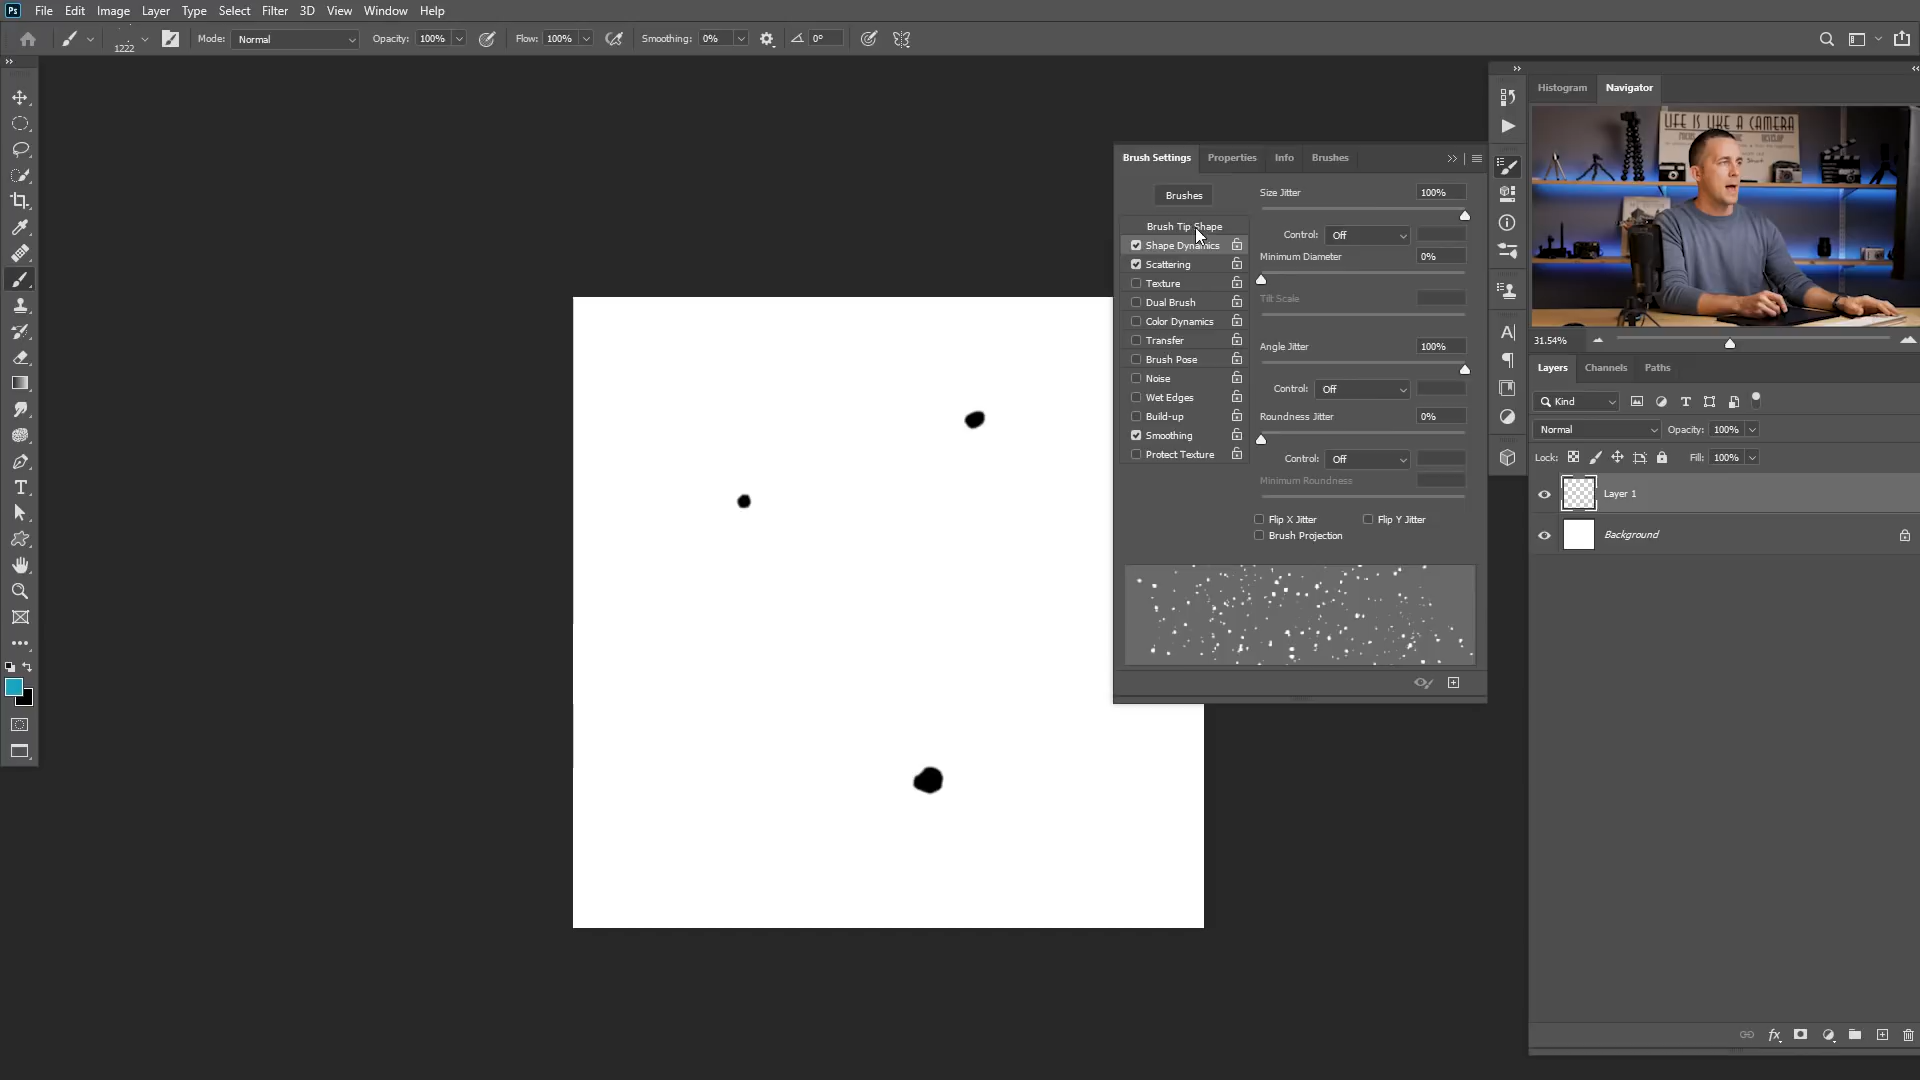 Ps File Edit Image Layer Type Select Filter 3D View Window Help
1222 Mode: Normal Opacity: 100% Flow: 100% Smoothing: 0% 0°
Histogram Navigator
LIFE IS LIKE A CAMERA
31.54%
Brush Settings Properties Info Brushes
Brushes
Brush Tip Shape
Shape Dynamics
Scattering
Texture
Dual Brush
Color Dynamics
Transfer
Brush Pose
Noise
Wet Edges
Build-up
Smoothing
Protect Texture
Size Jitter 100%
Control: Off
Minimum Diameter 0%
Tilt Scale
Angle Jitter 100%
Control: Off
Roundness Jitter 0%
Control: Off
Minimum Roundness
Flip X Jitter Flip Y Jitter
Brush Projection
Layers Channels Paths
Kind
Normal Opacity: 100%
Lock: Fill: 100%
Layer 1
Background